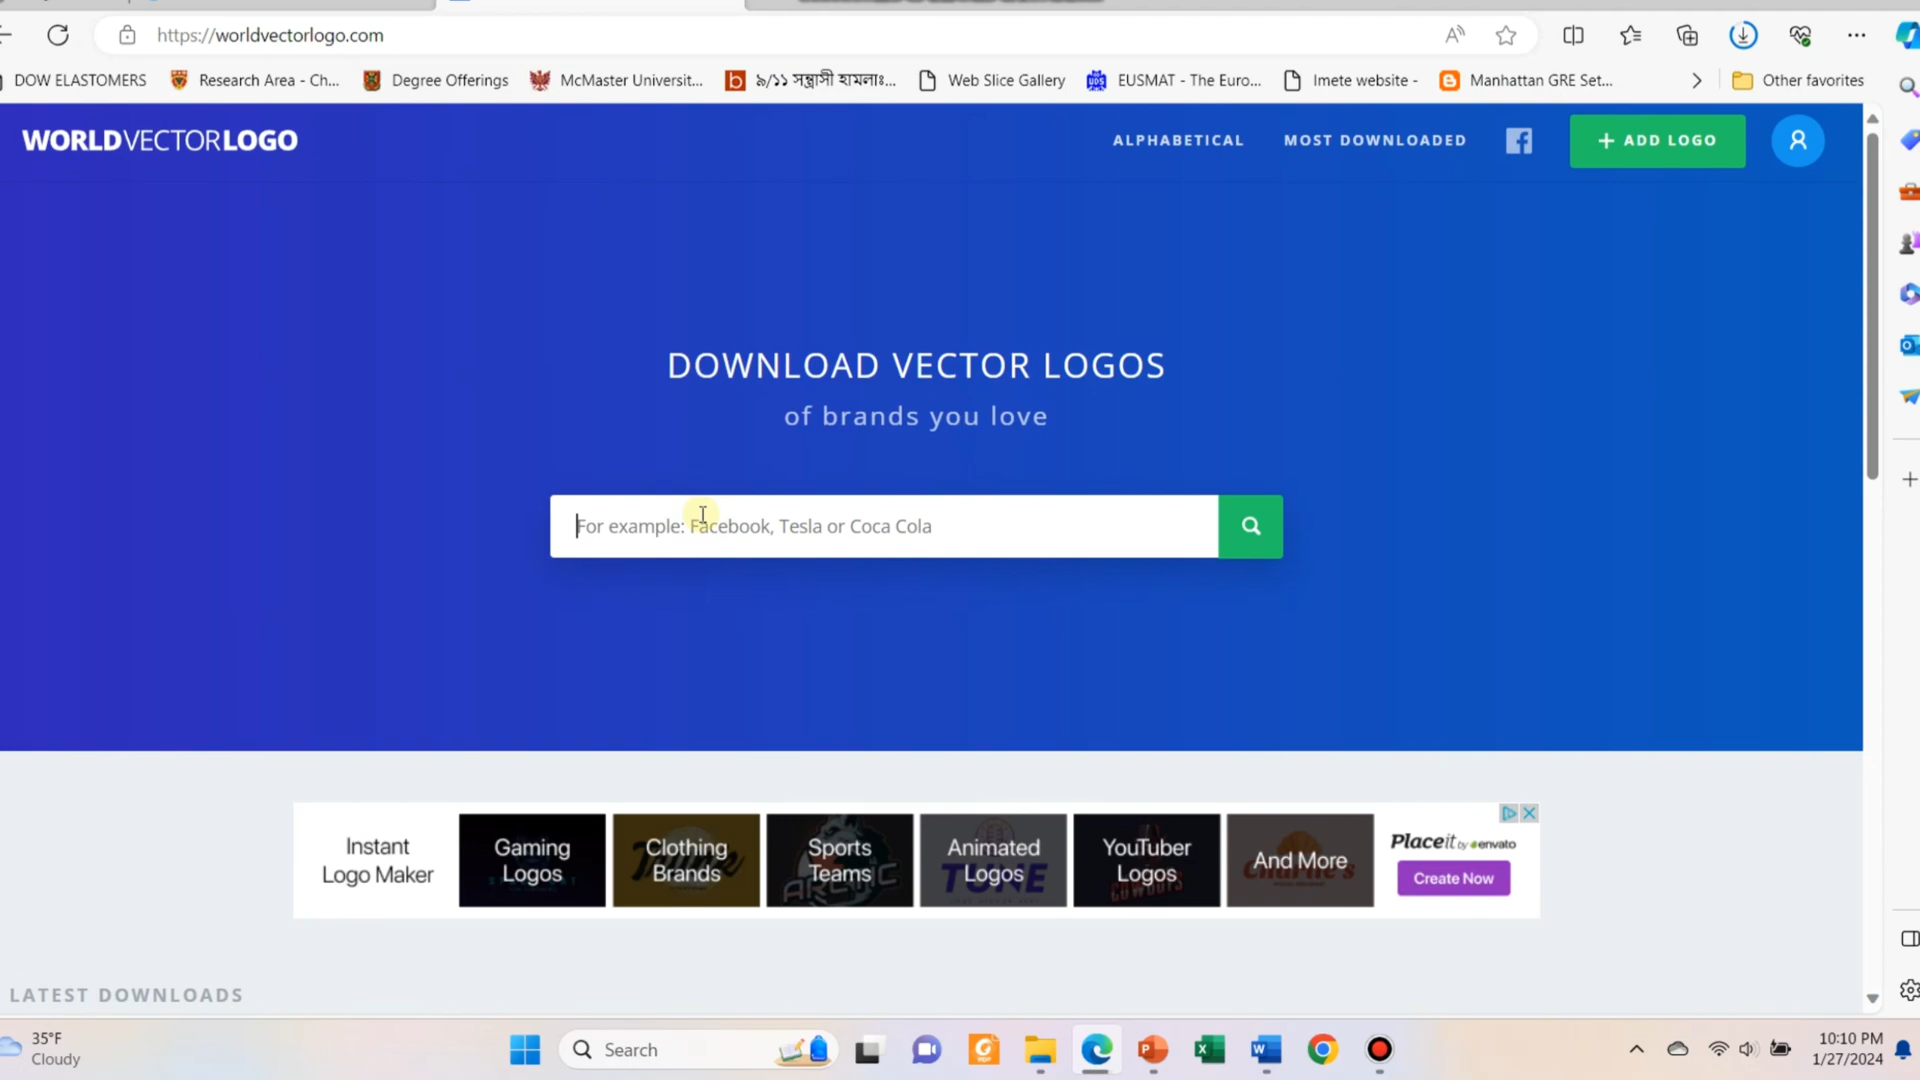 https://worldvectorlogo.com
DOW ELASTOMERS
Research Area - Ch...
Degree Offerings
McMaster Universit...
৯/১১ সন্ত্রাসী হামলাঃ...
Web Slice Gallery
EUSMAT - The Euro...
Imete website -
Manhattan GRE Set...
Other favorites
WORLDVECTORLOGO
ALPHABETICAL
MOST DOWNLOADED
+ ADD LOGO
DOWNLOAD VECTOR LOGOS
of brands you love
For example: Facebook, Tesla or Coca Cola
Instant
Logo Maker
Gaming
Logos
Clothing
Brands
Sports
Teams
Animated
Logos
YouTuber
Logos
And More
Placeit by envato
Create Now
LATEST DOWNLOADS
35°F
Cloudy
Search
10:10 PM
1/27/2024